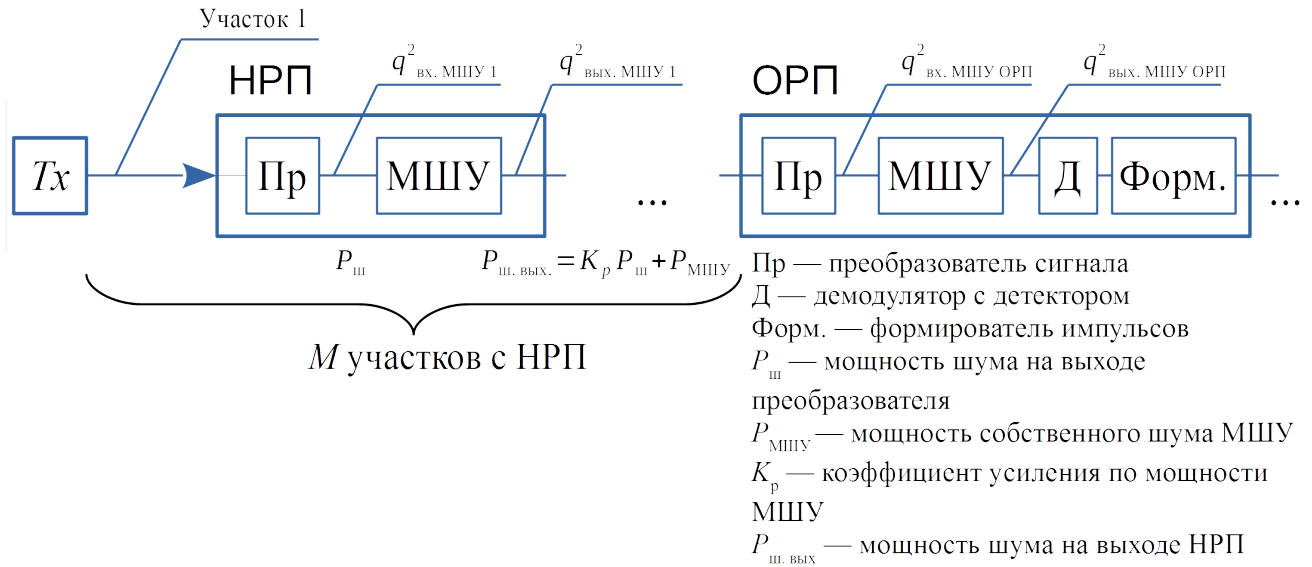 Участок 1
НРП
q²вх. МШУ 1
q²вых. МШУ 1
ОРП
q²вх. МШУ ОРП
q²вых. МШУ ОРП
Tx
Пр
МШУ
...
Пр
МШУ
Д
Форм.
...
Pш
Pш. вых. = Kp Pш + PМШУ
M участков с НРП
Пр — преобразователь сигнала
Д — демодулятор с детектором
Форм. — формирователь импульсов
Pш — мощность шума на выходе
преобразователя
PМШУ — мощность собственного шума МШУ
Kр — коэффициент усиления по мощности
МШУ
Pш. вых — мощность шума на выходе НРП